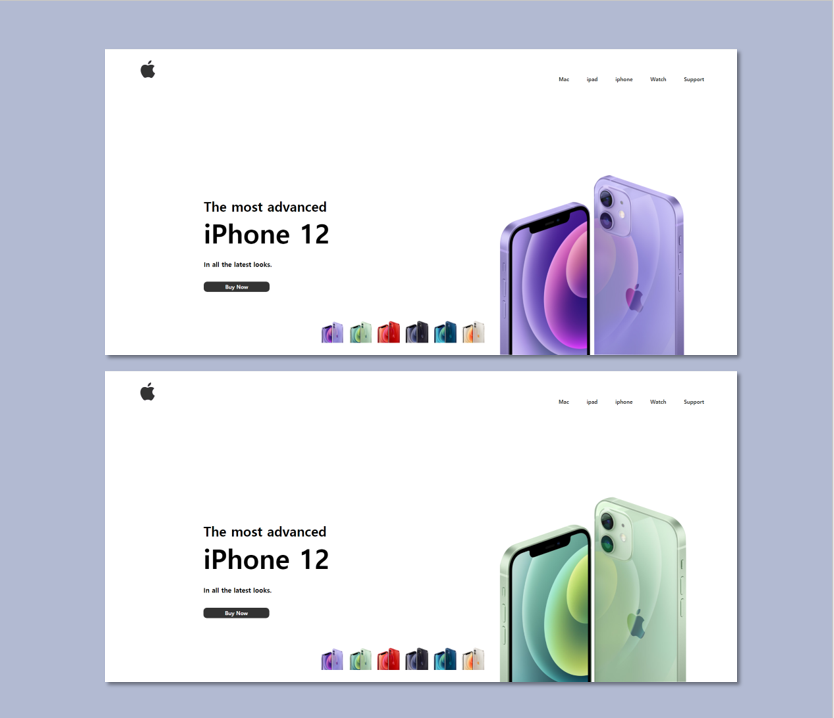 Mac ipad iphone Watch Support
The most advanced
iPhone 12
In all the latest looks.
Buy Now
Mac ipad iphone Watch Support
The most advanced
iPhone 12
In all the latest looks.
Buy Now